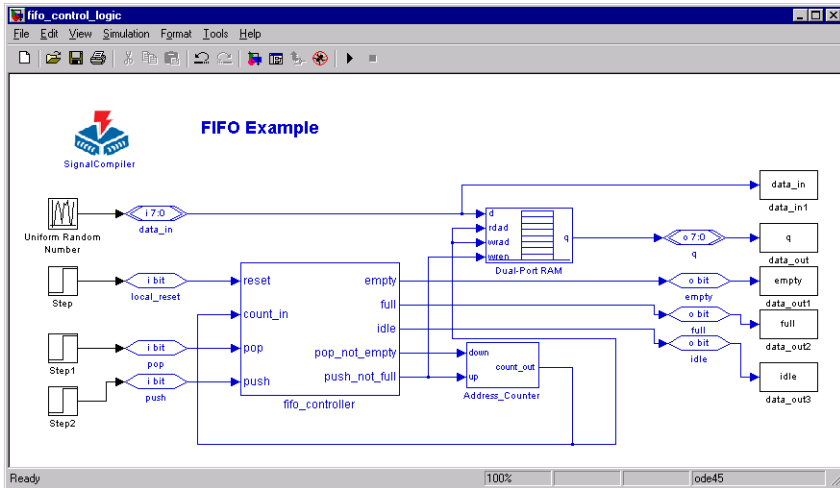 fifo_control_logic
File Edit View Simulation Format Tools Help
FIFO Example
SignalCompiler
Uniform Random
Number
i 7:0
data_in
d
rdad
wrad
wren
q
Dual-Port RAM
data_in
data_in1
o 7:0
q
q
data_out
Step
i bit
local_reset
reset
count_in
pop
push
empty
full
idle
pop_not_empty
push_not_full
fifo_controller
o bit
empty
empty
data_out1
o bit
full
full
data_out2
o bit
idle
idle
data_out3
Step1
i bit
pop
Step2
i bit
push
down
up
count_out
Address_Counter
Ready
100%
ode45